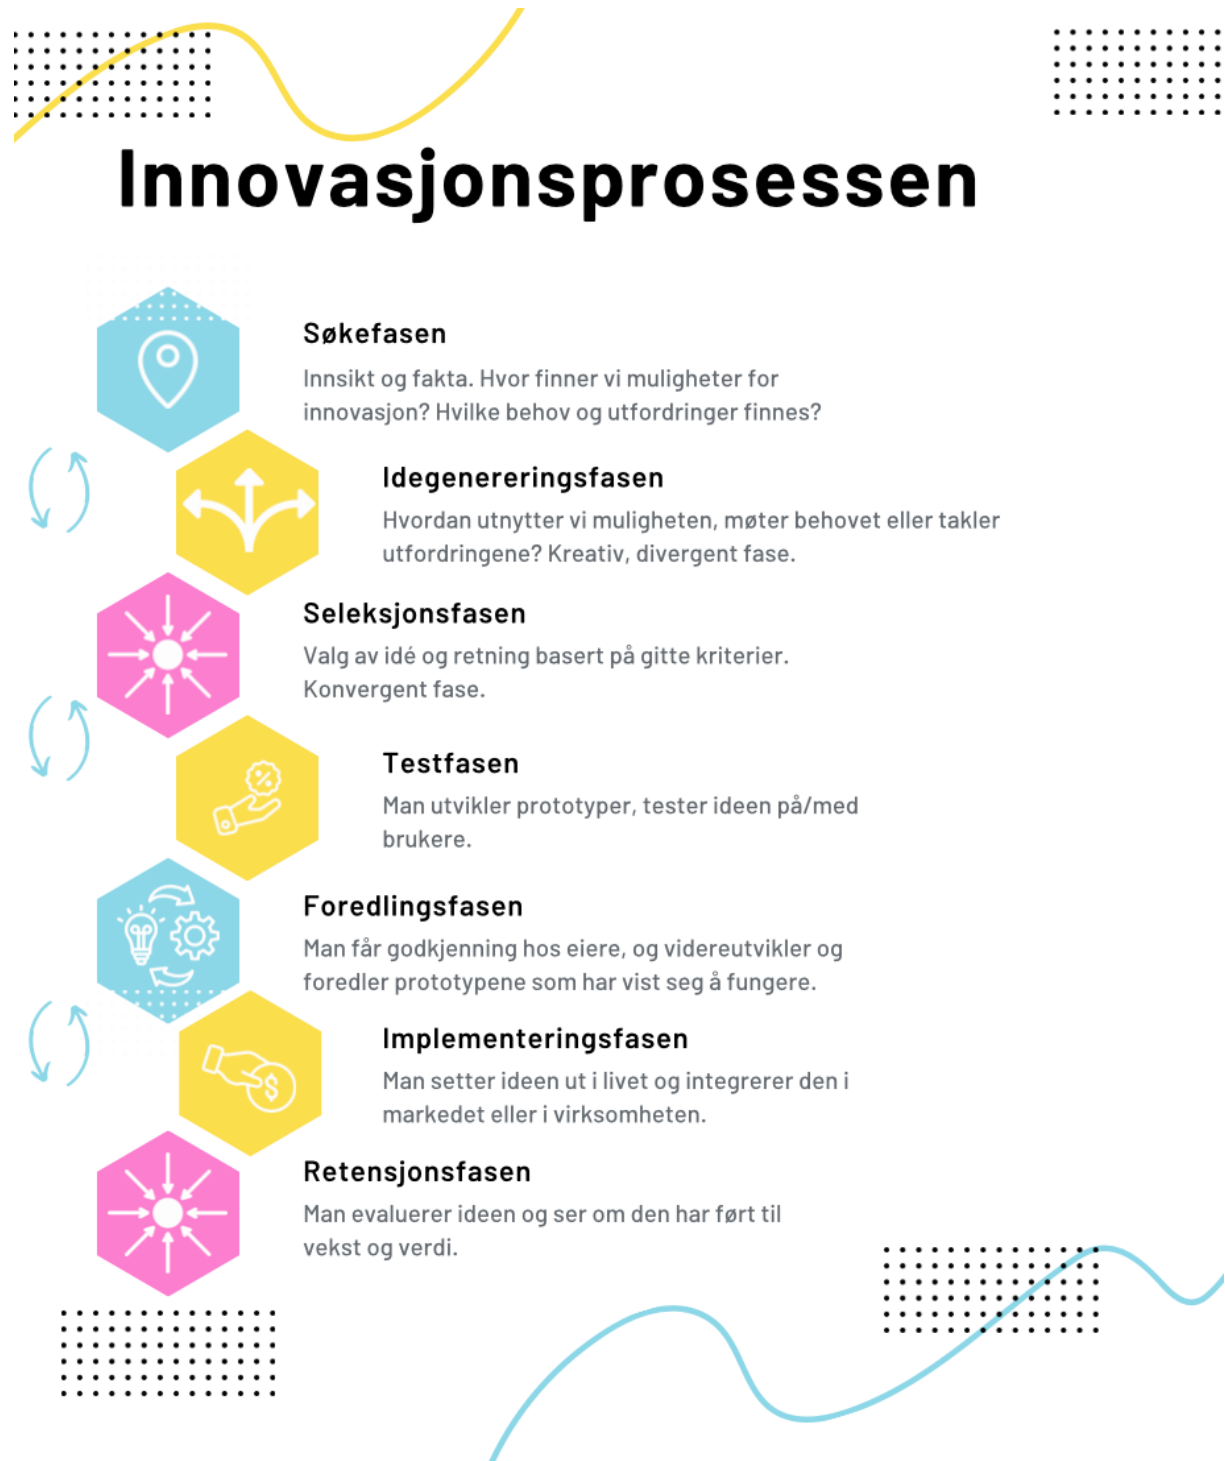 Innovasjonsprosessen
Søkefasen
Innsikt og fakta. Hvor finner vi muligheter for
innovasjon? Hvilke behov og utfordringer finnes?
Idegenereringsfasen
Hvordan utnytter vi muligheten, møter behovet eller takler
utfordringene? Kreativ, divergent fase.
Seleksjonsfasen
Valg av idé og retning basert på gitte kriterier.
Konvergent fase.
Testfasen
Man utvikler prototyper, tester ideen på/med
brukere.
Foredlingsfasen
Man får godkjenning hos eiere, og videreutvikler og
foredler prototypene som har vist seg å fungere.
Implementeringsfasen
Man setter ideen ut i livet og integrerer den i
markedet eller i virksomheten.
Retensjonsfasen
Man evaluerer ideen og ser om den har ført til
vekst og verdi.